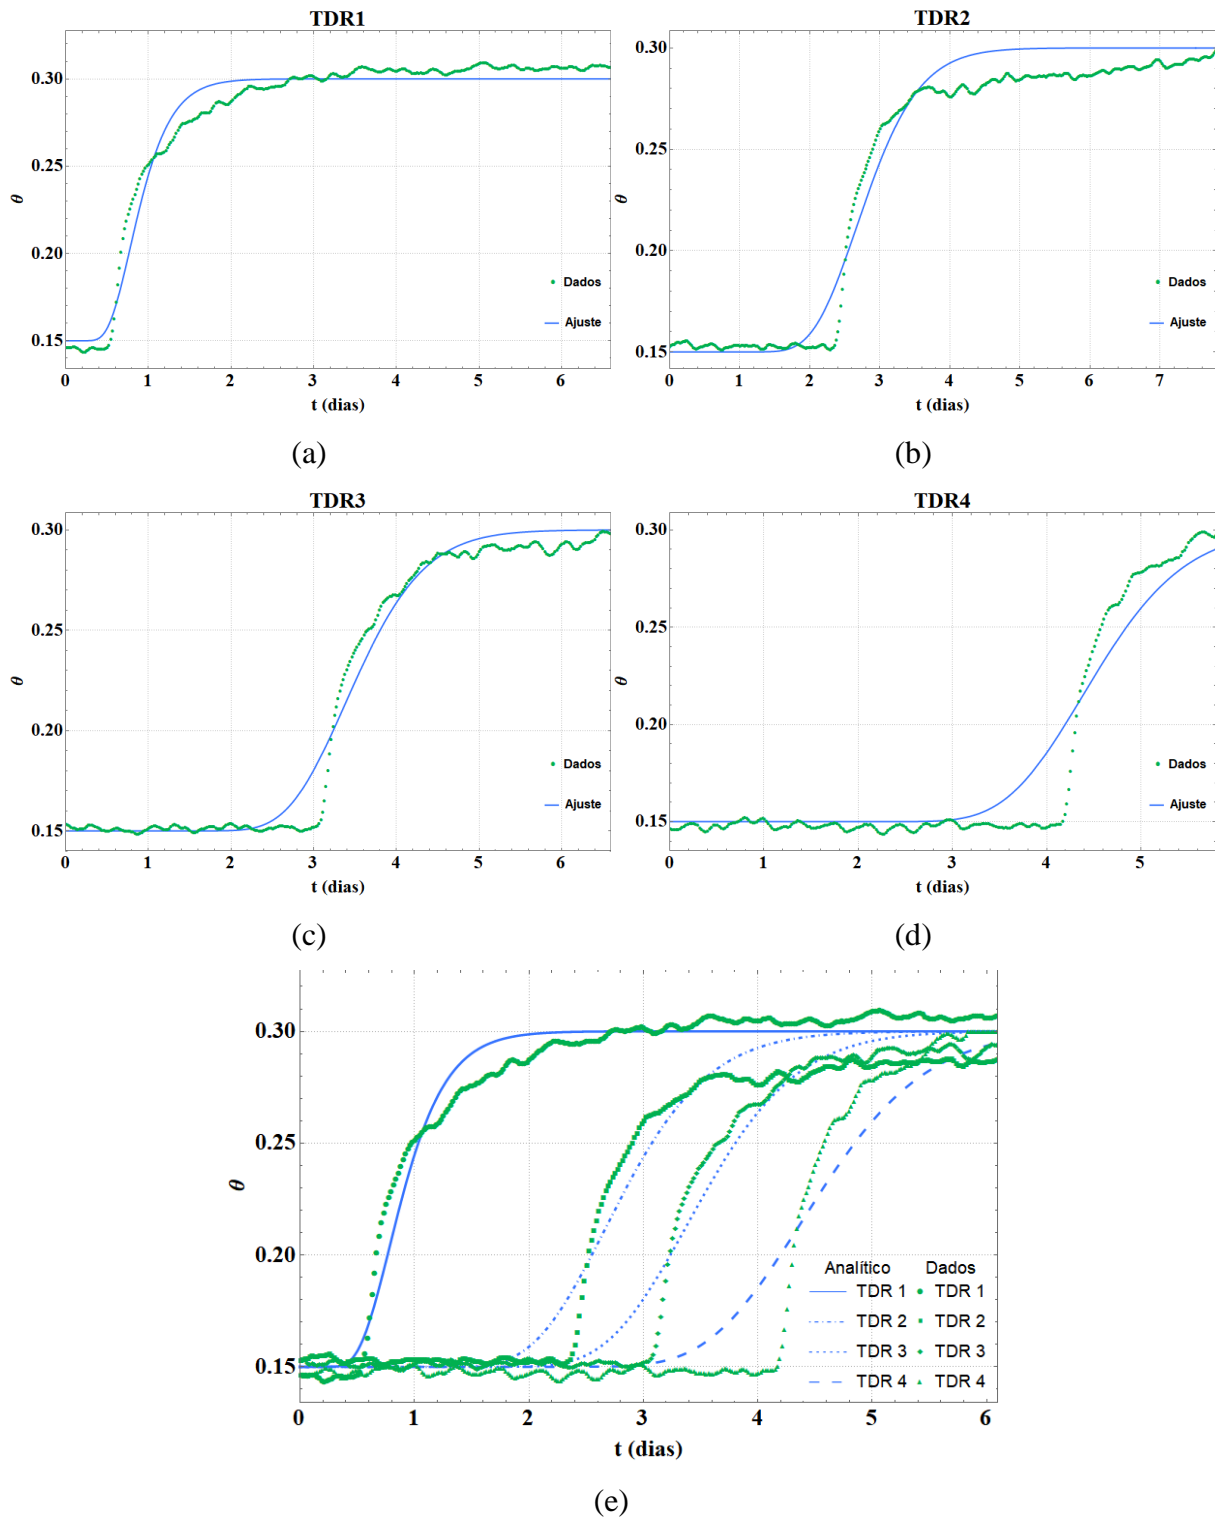 TDR1
0.30
0.25
0.20
0.15
θ
0 1 2 3 4 5 6
t (dias)
Dados
Ajuste
(a)
TDR2
0.30
0.25
0.20
0.15
θ
0 1 2 3 4 5 6 7
t (dias)
Dados
Ajuste
(b)
TDR3
0.30
0.25
0.20
0.15
θ
0 1 2 3 4 5 6
t (dias)
Dados
Ajuste
(c)
TDR4
0.30
0.25
0.20
0.15
θ
0 1 2 3 4 5
t (dias)
Dados
Ajuste
(d)
0.30
0.25
0.20
0.15
θ
0 1 2 3 4 5 6
t (dias)
Analítico Dados
TDR 1 TDR 1
TDR 2 TDR 2
TDR 3 TDR 3
TDR 4 TDR 4
(e)